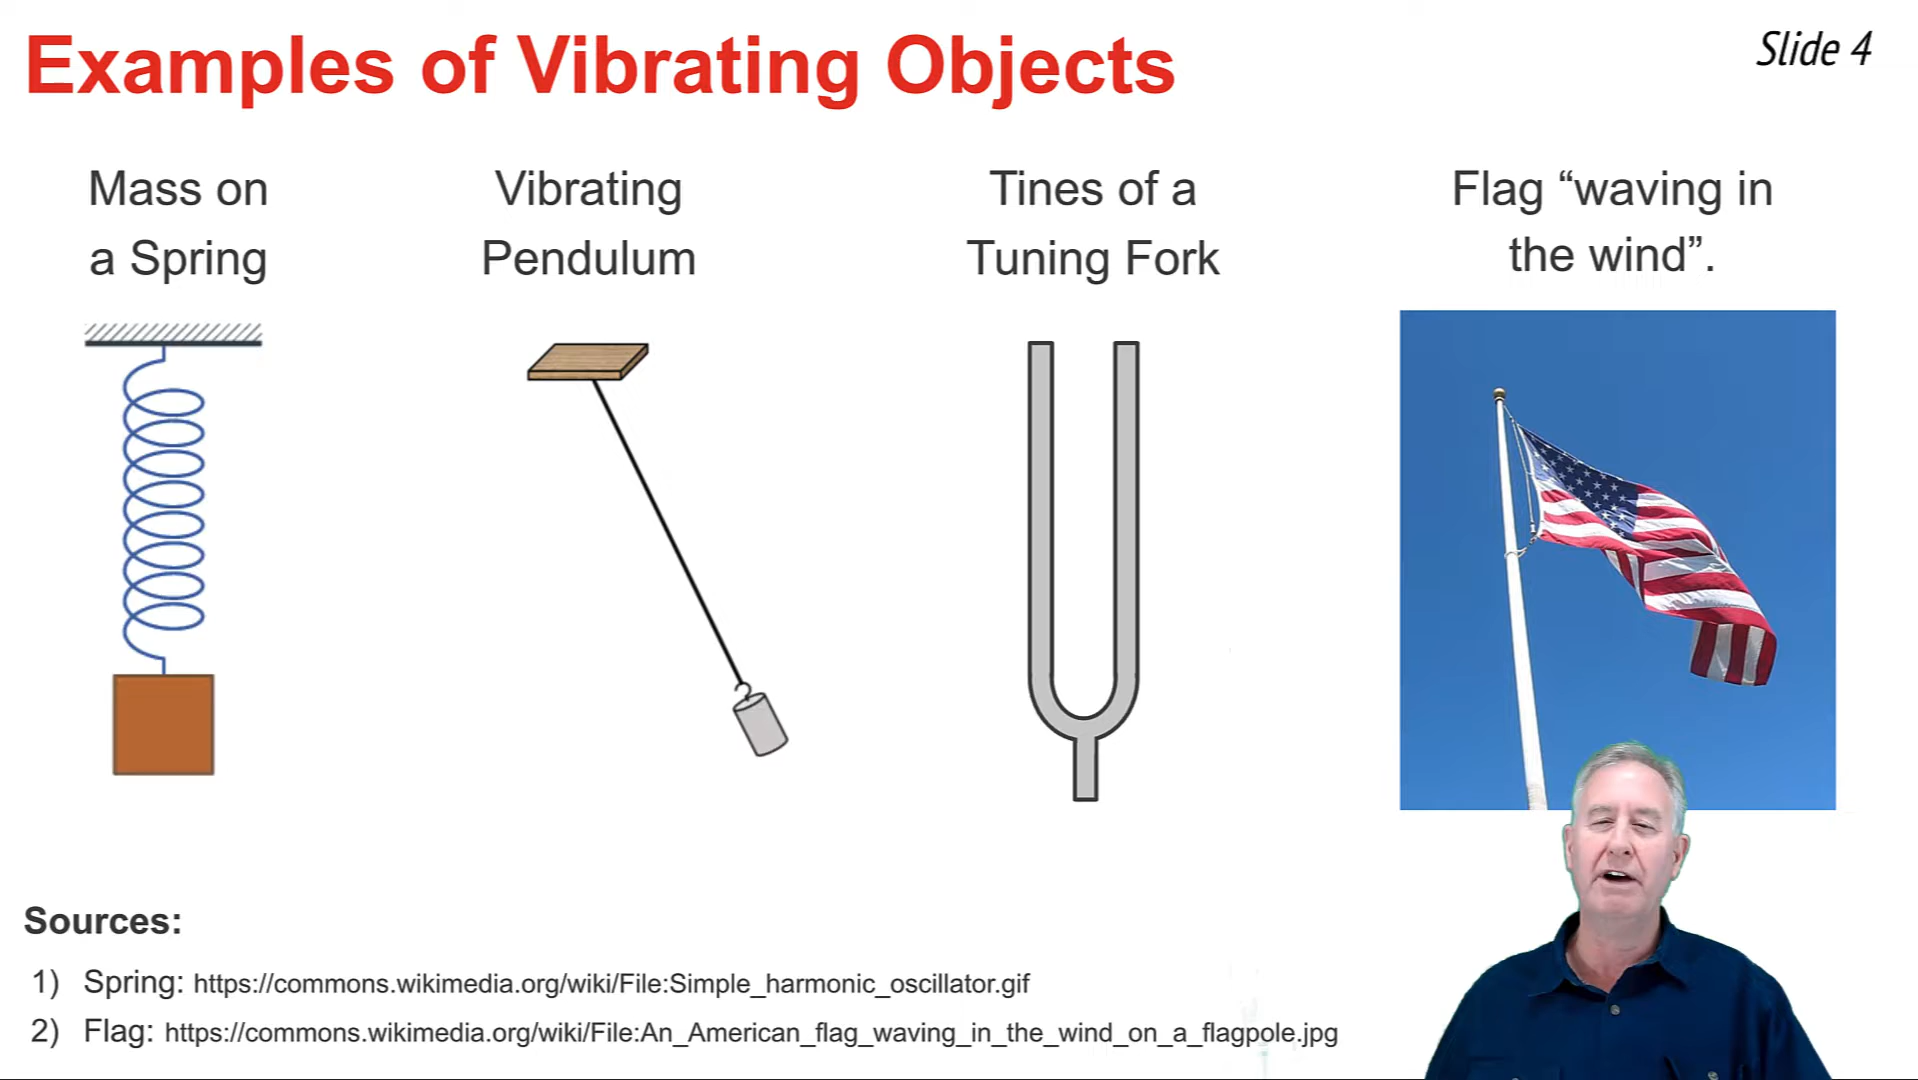 Examples of Vibrating Objects
Slide 4
Mass on
a Spring
Vibrating
Pendulum
Tines of a
Tuning Fork
Flag “waving in
the wind”.
Sources:
1) Spring: https://commons.wikimedia.org/wiki/File:Simple_harmonic_oscillator.gif
2) Flag: https://commons.wikimedia.org/wiki/File:An_American_flag_waving_in_the_wind_on_a_flagpole.jpg